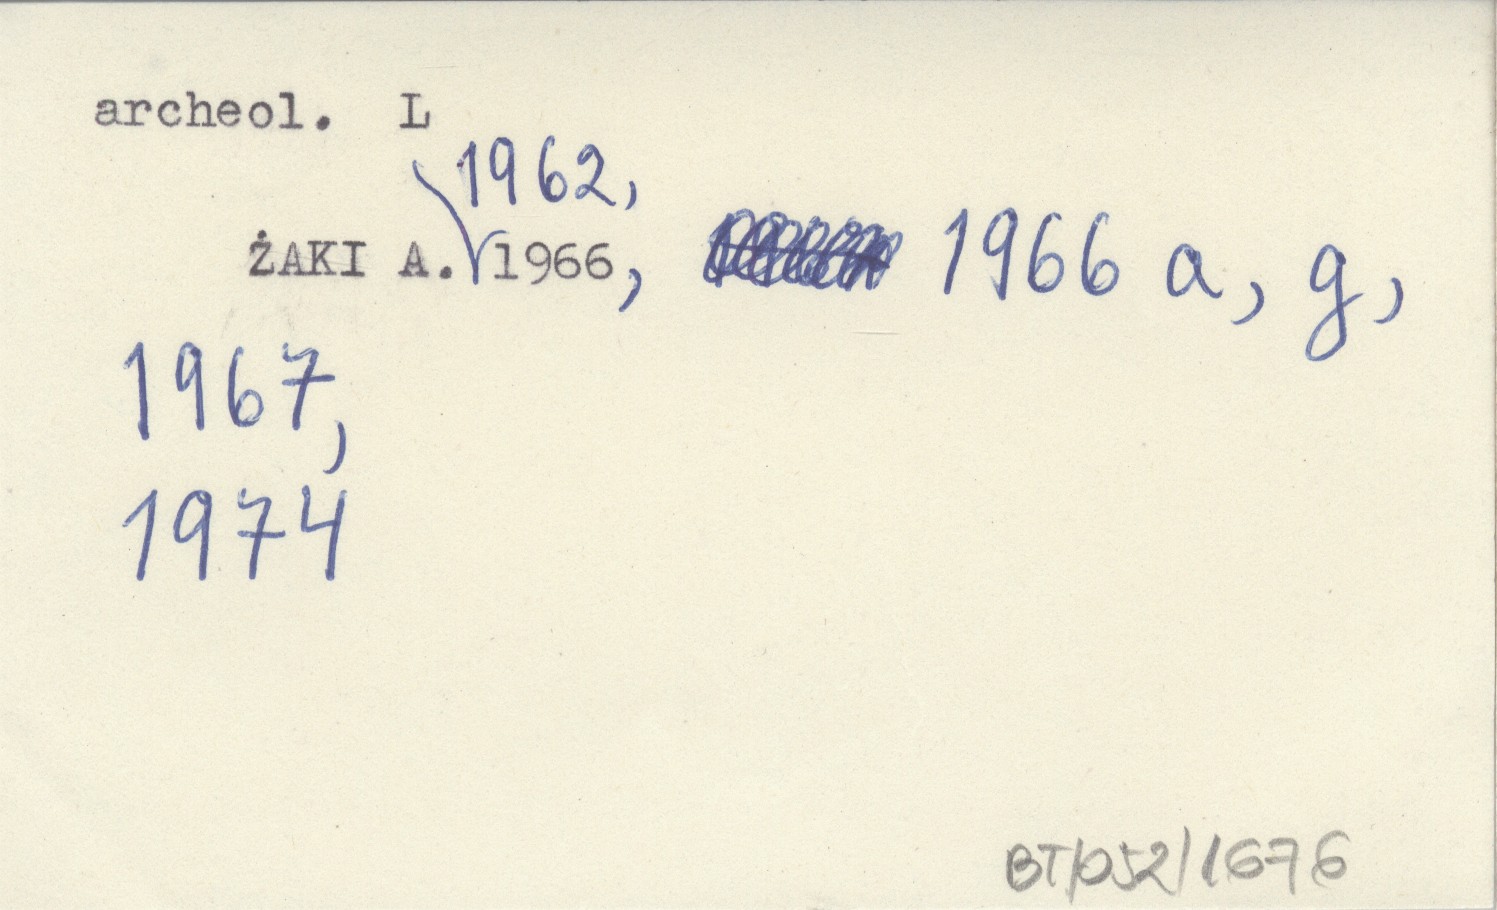 archeol. L
1962,
ŻAKI A. 1966, 1966 a, g,
1967,
1974
BT/052/1676